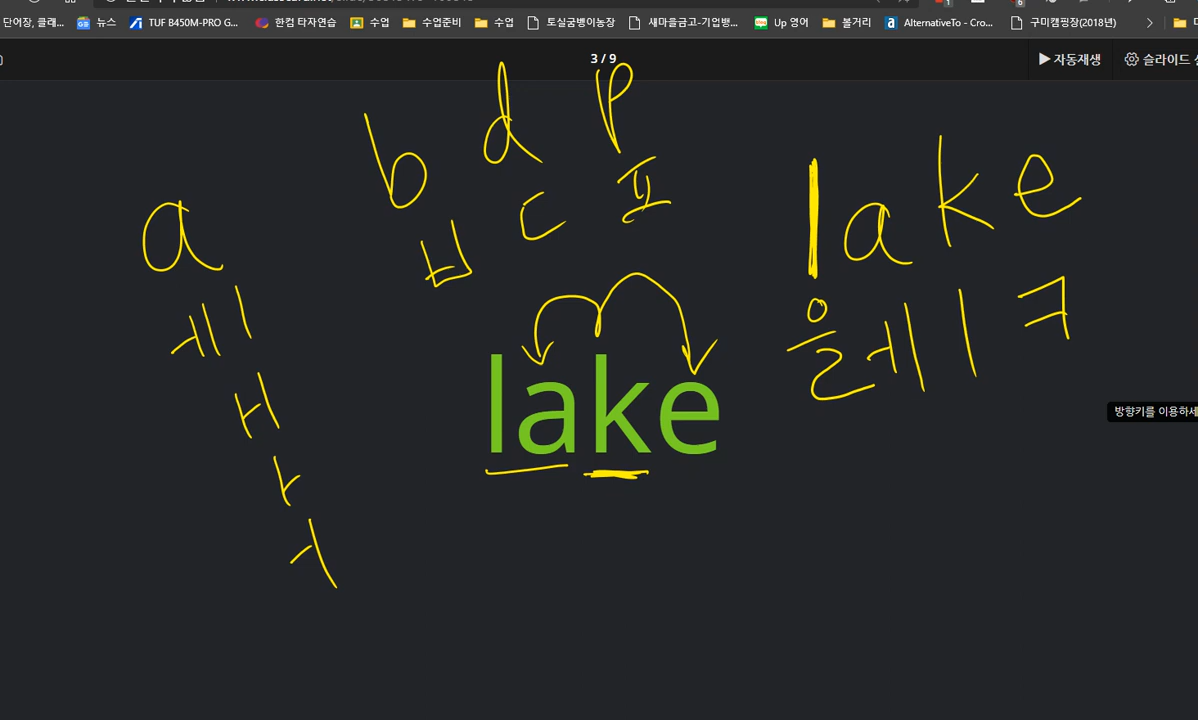 단어장, 클래... 뉴스 TUF B450M-PRO G... 한컴 타자연습 수업 수업준비 수업 토실굼벵이농장 새마을금고-기업뱅... Up 영어 볼거리 AlternativeTo - Cro... 구미캠핑장(2018년)
3 / 9
▶ 자동재생
슬라이드
b d p
ㅂ ㄷ ㅍ
a
ㅔ
ㅐ
ㅏ
ㅓ
lake
을 ㅔ ㅣ ㅋ
lake
방향키를 이용하세